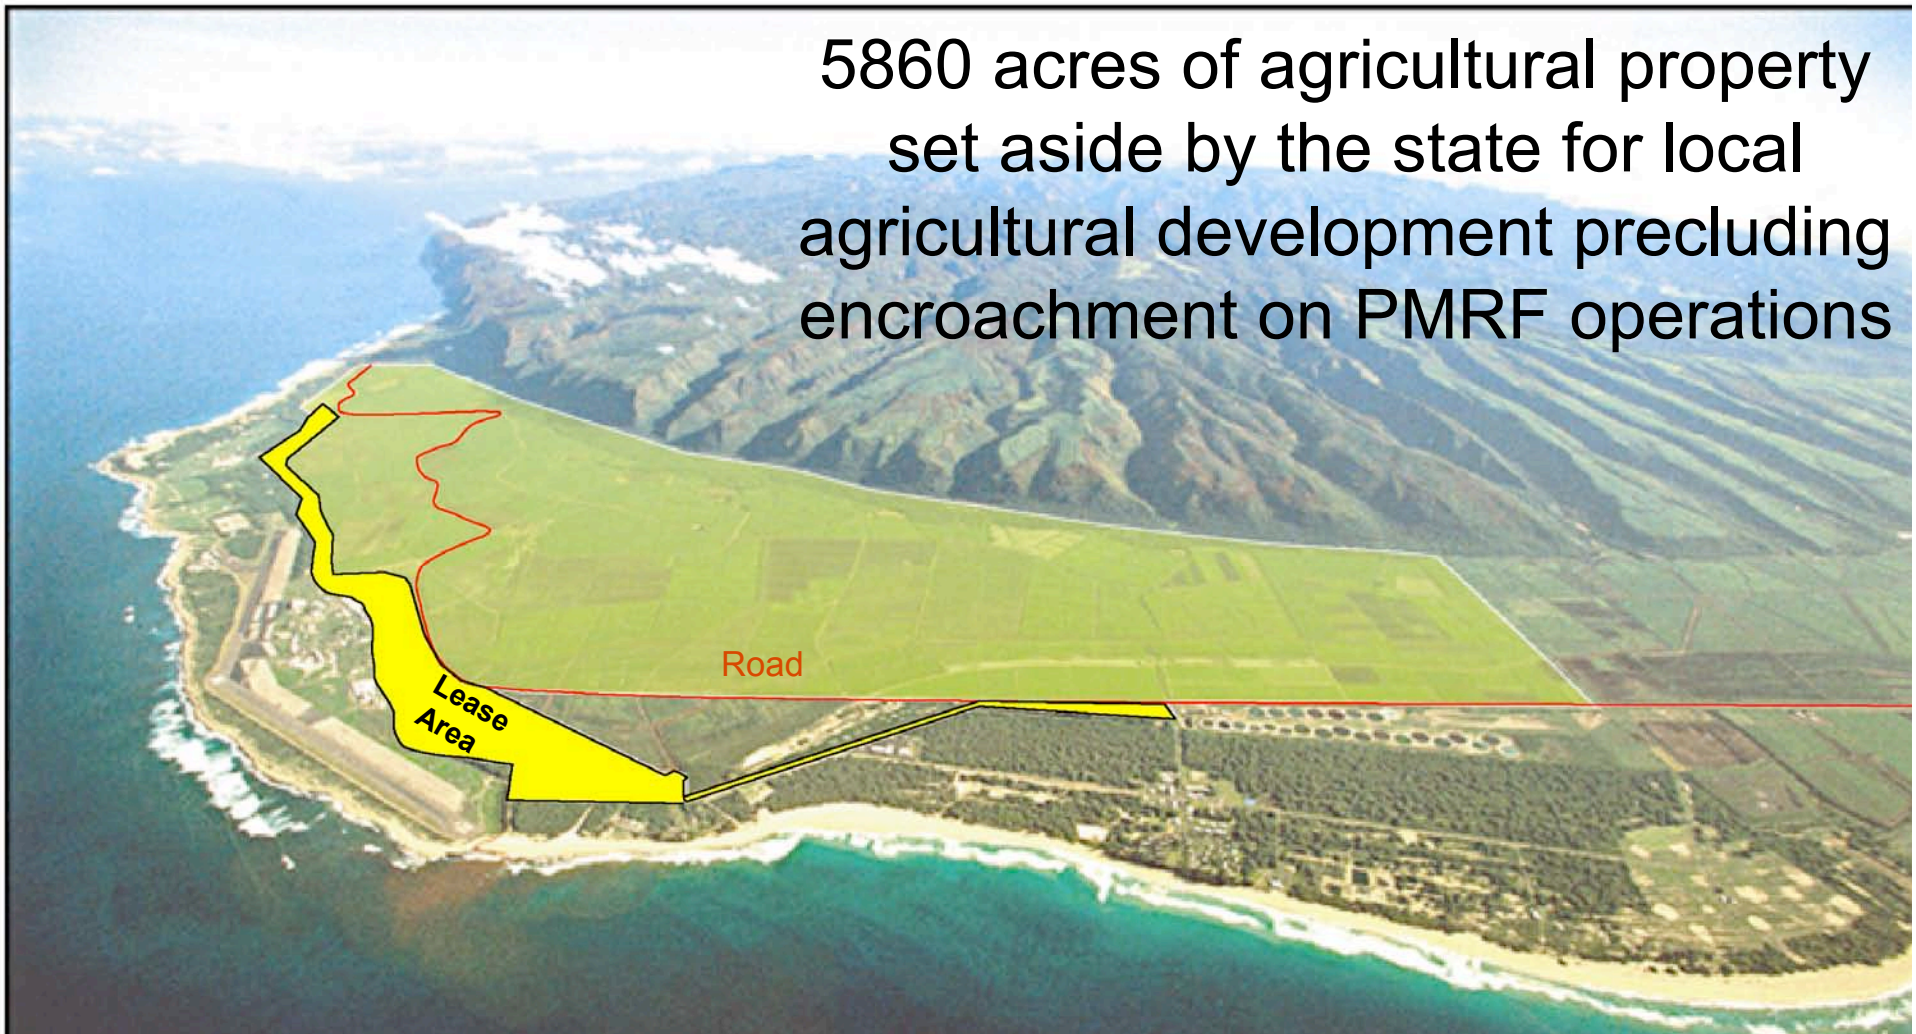 5860 acres of agricultural property
set aside by the state for local
agricultural development precluding
encroachment on PMRF operations
Road
Lease
Area